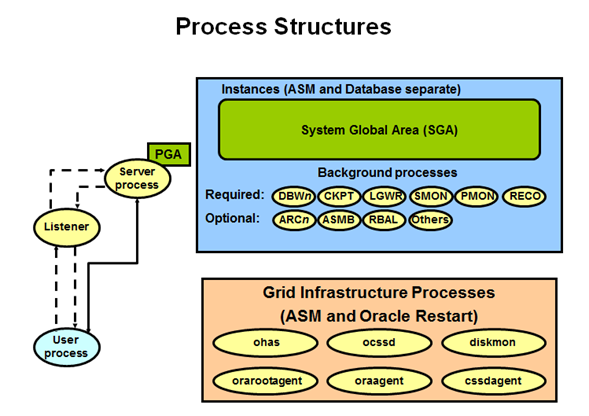 Process Structures
Instances (ASM and Database separate)
System Global Area (SGA)
PGA
Server
process
Background processes
Required: DBWn CKPT LGWR SMON PMON RECO
Optional: ARCn ASMB RBAL Others
Listener
Grid Infrastructure Processes
(ASM and Oracle Restart)
User
process
ohas ocssd diskmon
orarootagent oraagent cssdagent